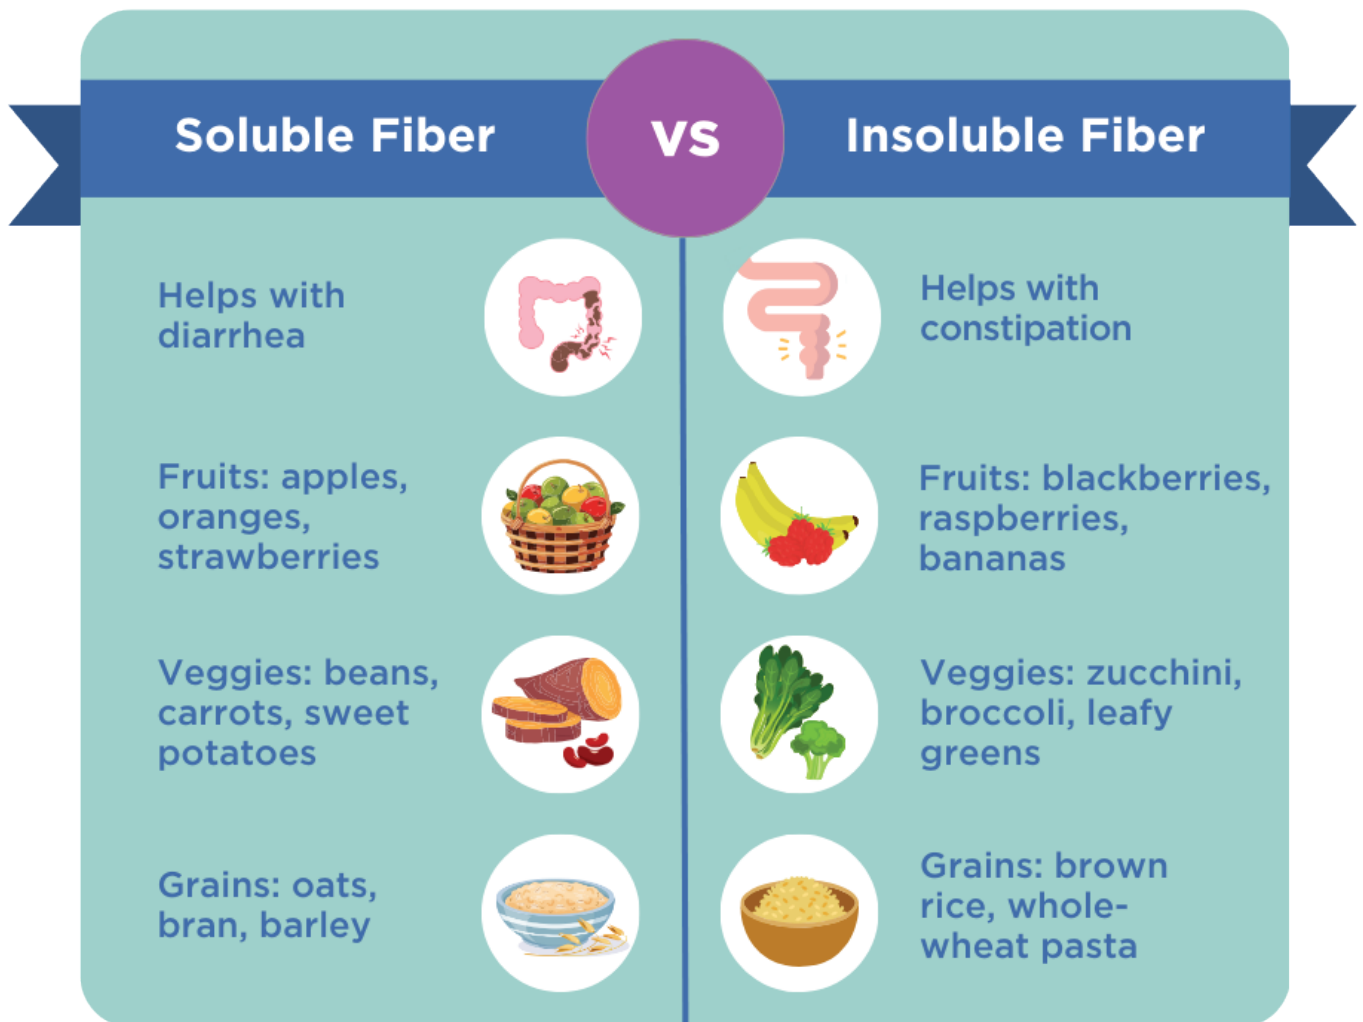 Soluble Fiber
vs
Insoluble Fiber
Helps with
diarrhea
Helps with
constipation
Fruits: apples,
oranges,
strawberries
Fruits: blackberries,
raspberries,
bananas
Veggies: beans,
carrots, sweet
potatoes
Veggies: zucchini,
broccoli, leafy
greens
Grains: oats,
bran, barley
Grains: brown
rice, whole-
wheat pasta